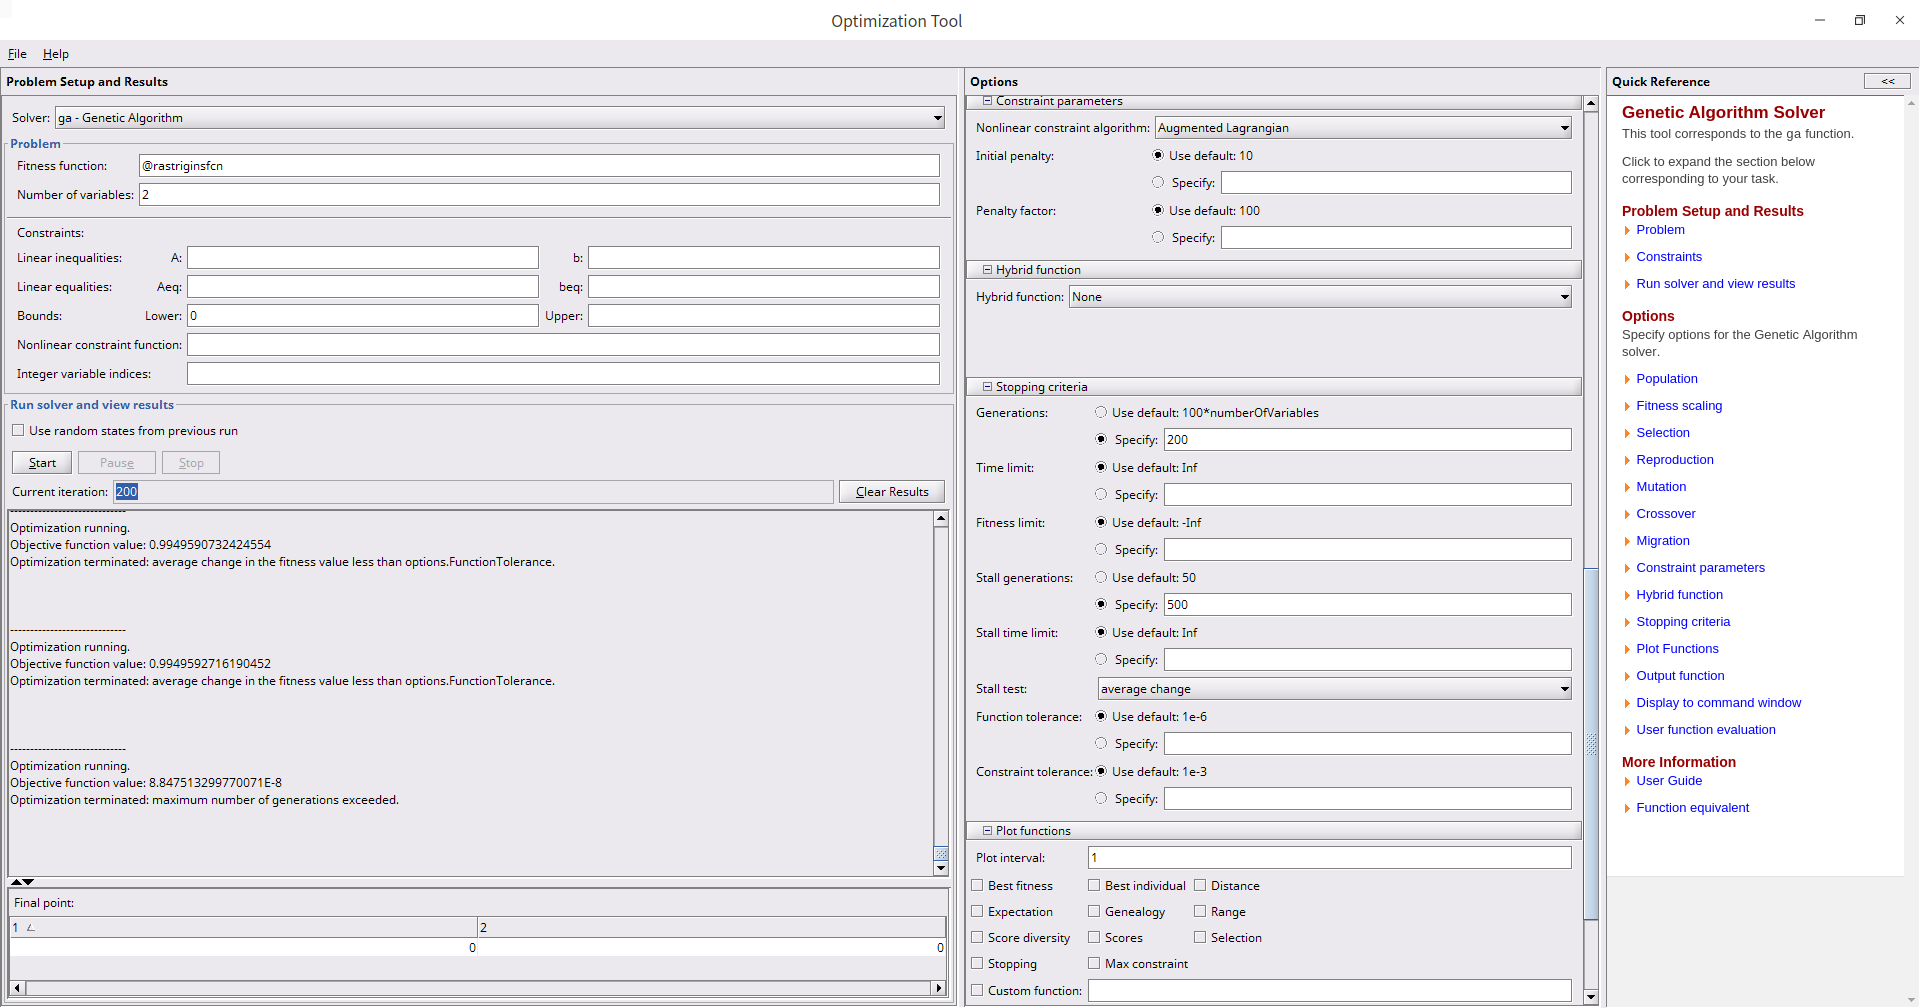 Optimization Tool
File Help
Problem Setup and Results
Solver: ga - Genetic Algorithm
Problem
Fitness function: @rastriginsfcn
Number of variables: 2
Constraints:
Linear inequalities: A: b:
Linear equalities: Aeq: beq:
Bounds: Lower: 0 Upper:
Nonlinear constraint function:
Integer variable indices:
Run solver and view results
Use random states from previous run
Start Pause Stop
Current iteration: 200 Clear Results
-----------------------------
Optimization running.
Objective function value: 0.9949590732424554
Optimization terminated: average change in the fitness value less than options.FunctionTolerance.
-----------------------------
Optimization running.
Objective function value: 0.9949592716190452
Optimization terminated: average change in the fitness value less than options.FunctionTolerance.
-----------------------------
Optimization running.
Objective function value: 8.847513299770071E-8
Optimization terminated: maximum number of generations exceeded.
Final point:
1 2
0 0
Options
Constraint parameters
Nonlinear constraint algorithm: Augmented Lagrangian
Initial penalty: Use default: 10
Specify:
Penalty factor: Use default: 100
Specify:
Hybrid function
Hybrid function: None
Stopping criteria
Generations: Use default: 100*numberOfVariables
Specify: 200
Time limit: Use default: Inf
Specify:
Fitness limit: Use default: -Inf
Specify:
Stall generations: Use default: 50
Specify: 500
Stall time limit: Use default: Inf
Specify:
Stall test: average change
Function tolerance: Use default: 1e-6
Specify:
Constraint tolerance: Use default: 1e-3
Specify:
Plot functions
Plot interval: 1
Best fitness Best individual Distance
Expectation Genealogy Range
Score diversity Scores Selection
Stopping Max constraint
Custom function:
Quick Reference <<
Genetic Algorithm Solver
This tool corresponds to the ga function.
Click to expand the section below
corresponding to your task.
Problem Setup and Results
Problem
Constraints
Run solver and view results
Options
Specify options for the Genetic Algorithm
solver.
Population
Fitness scaling
Selection
Reproduction
Mutation
Crossover
Migration
Constraint parameters
Hybrid function
Stopping criteria
Plot Functions
Output function
Display to command window
User function evaluation
More Information
User Guide
Function equivalent